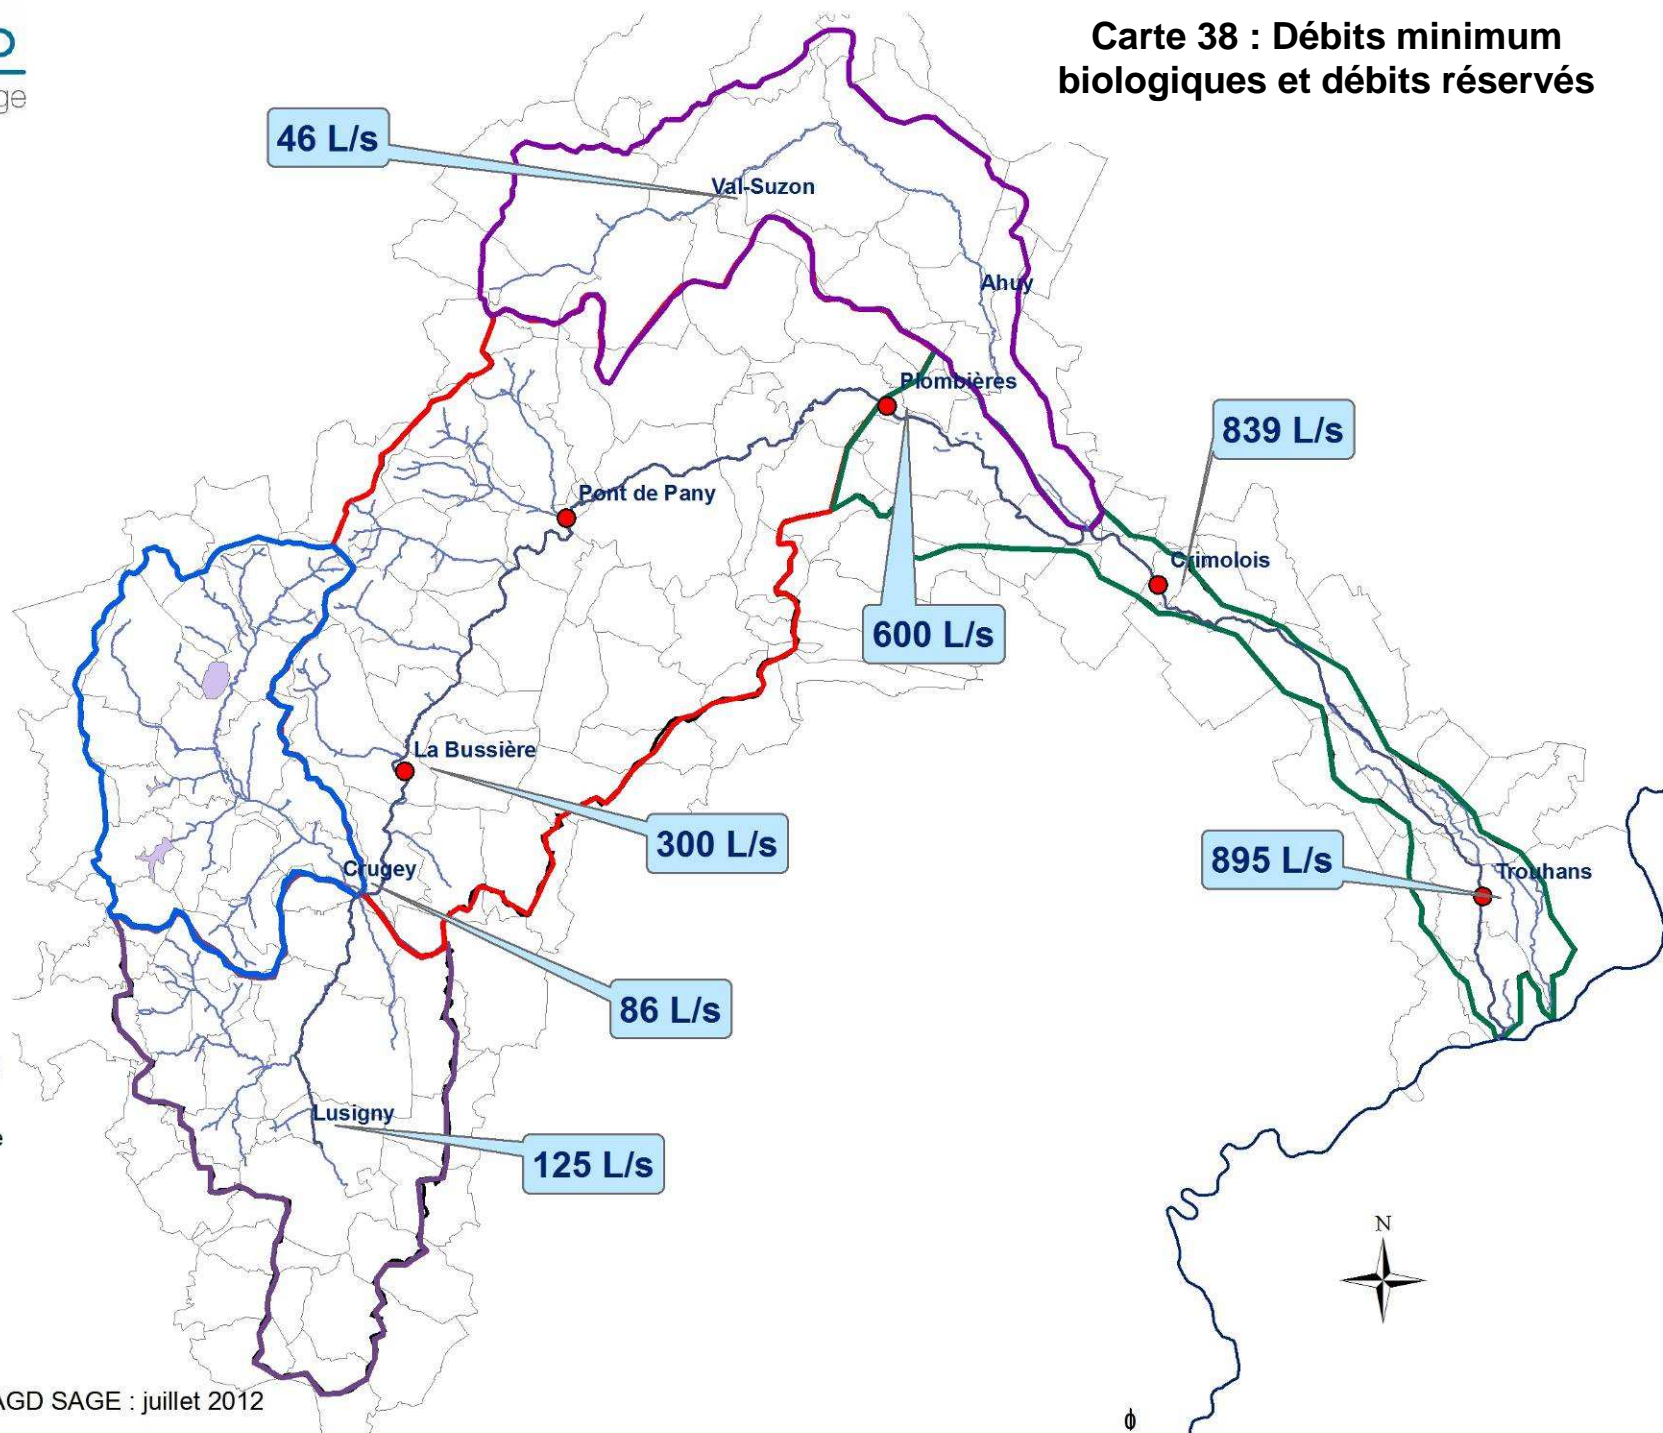 Carte 38 : Débits minimum
biologiques et débits réservés
ge
46 L/s
Val-Suzon
Ahuy
Plombières
839 L/s
Pont de Pany
Crimolois
600 L/s
La Bussière
300 L/s
895 L/s
Trouhans
Crugey
86 L/s
Lusigny
125 L/s
e
N
AGD SAGE : juillet 2012